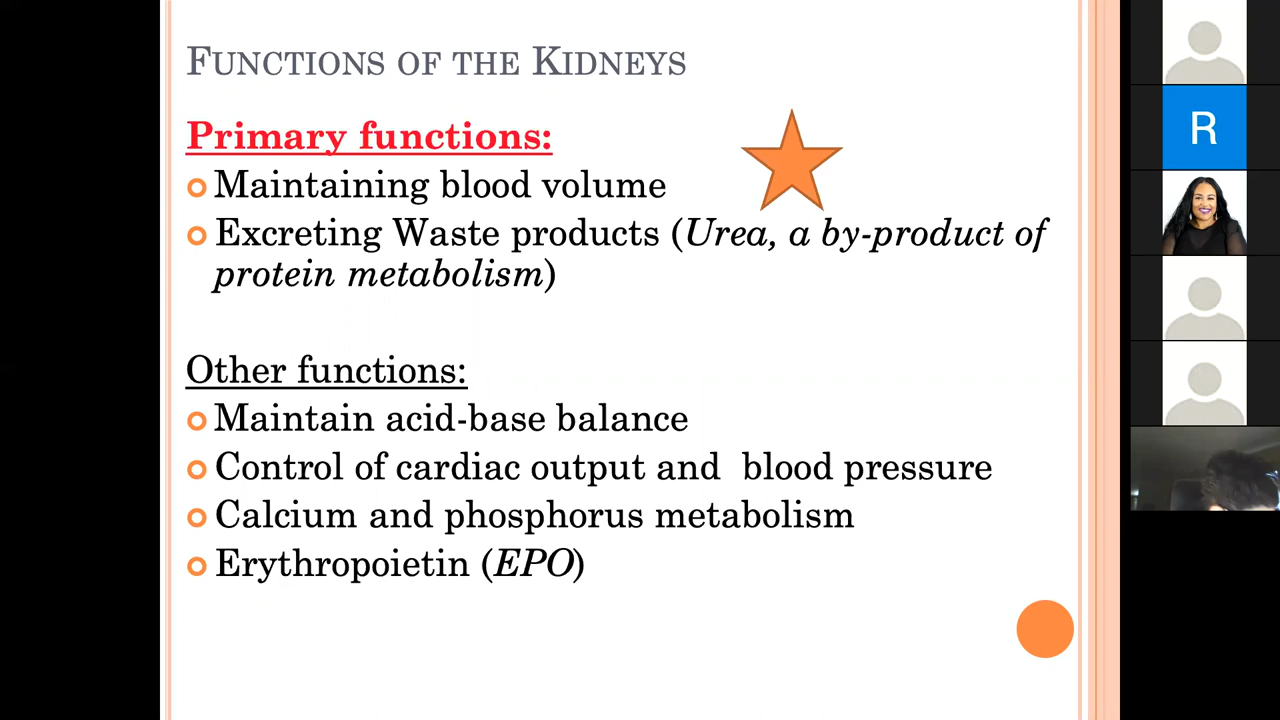 Functions of the Kidneys
Primary functions:
Maintaining blood volume
Excreting Waste products (Urea, a by-product of
protein metabolism)
Other functions:
Maintain acid-base balance
Control of cardiac output and  blood pressure
Calcium and phosphorus metabolism
Erythropoietin (EPO)
R